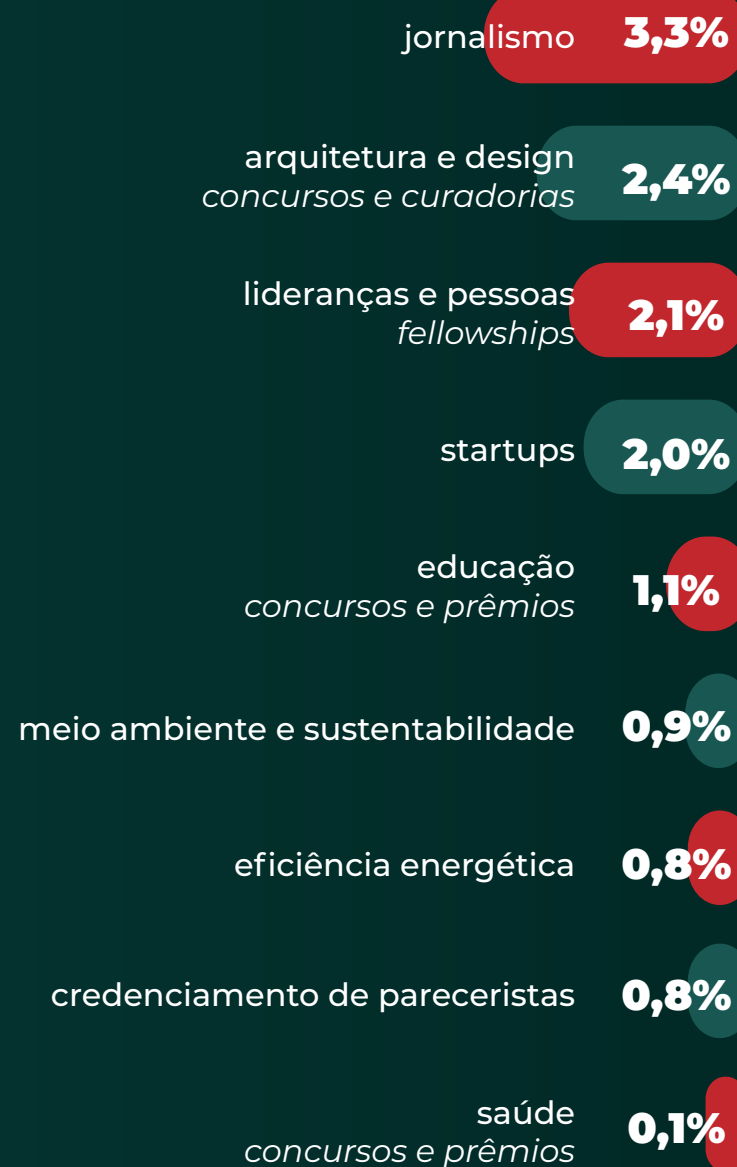 jornalismo 3,3%
arquitetura e design
concursos e curadorias 2,4%
lideranças e pessoas
fellowships 2,1%
startups 2,0%
educação
concursos e prêmios 1,1%
meio ambiente e sustentabilidade 0,9%
eficiência energética 0,8%
credenciamento de pareceristas 0,8%
saúde
concursos e prêmios 0,1%